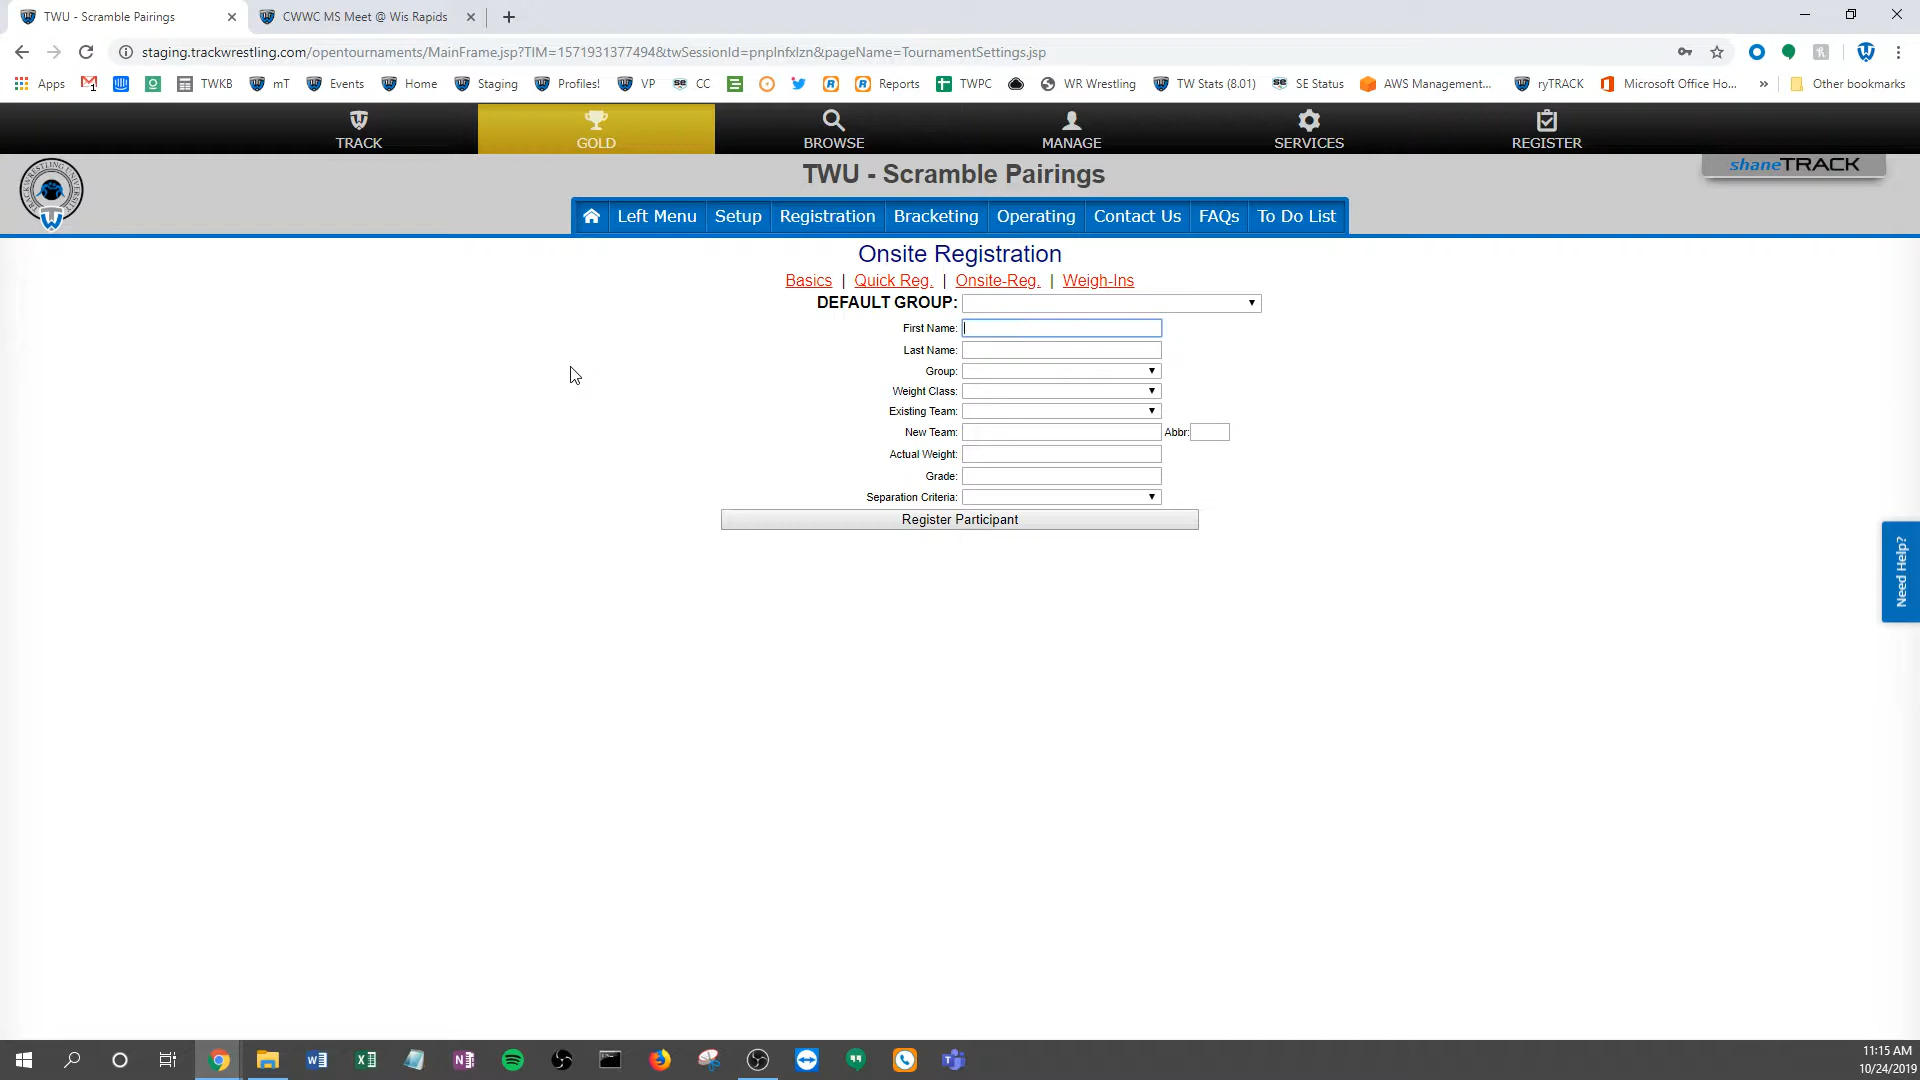 TWU - Scramble Pairings
CWWC MS Meet @ Wis Rapids
staging.trackwrestling.com/opentournaments/MainFrame.jsp?TIM=1571931377494&twSessionId=pnplnfxlzn&pageName=TournamentSettings.jsp
Apps TWKB mT Events Home Staging Profiles! VP CC Reports TWPC WR Wrestling TW Stats (8.01) SE Status AWS Management... ryTRACK Microsoft Office Ho... » Other bookmarks
TRACK GOLD BROWSE MANAGE SERVICES REGISTER
TWU - Scramble Pairings
shaneTRACK
Left Menu Setup Registration Bracketing Operating Contact Us FAQs To Do List
Onsite Registration
Basics | Quick Reg. | Onsite-Reg. | Weigh-Ins
DEFAULT GROUP:
First Name:
Last Name:
Group:
Weight Class:
Existing Team:
New Team: Abbr:
Actual Weight:
Grade:
Separation Criteria:
Register Participant
Need Help?
11:15 AM
10/24/2019